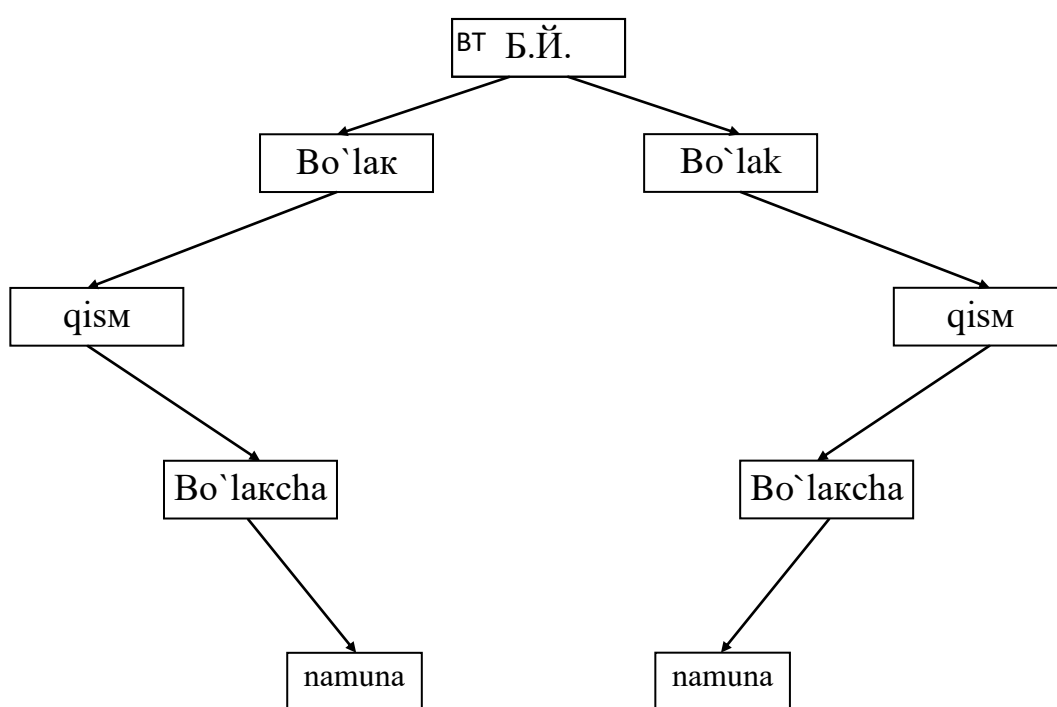 ВТ Б.Й.
Bo`laк
Bo`lak
qisм
qisм
Bo`laкcha
Bo`laкcha
namuna
namuna